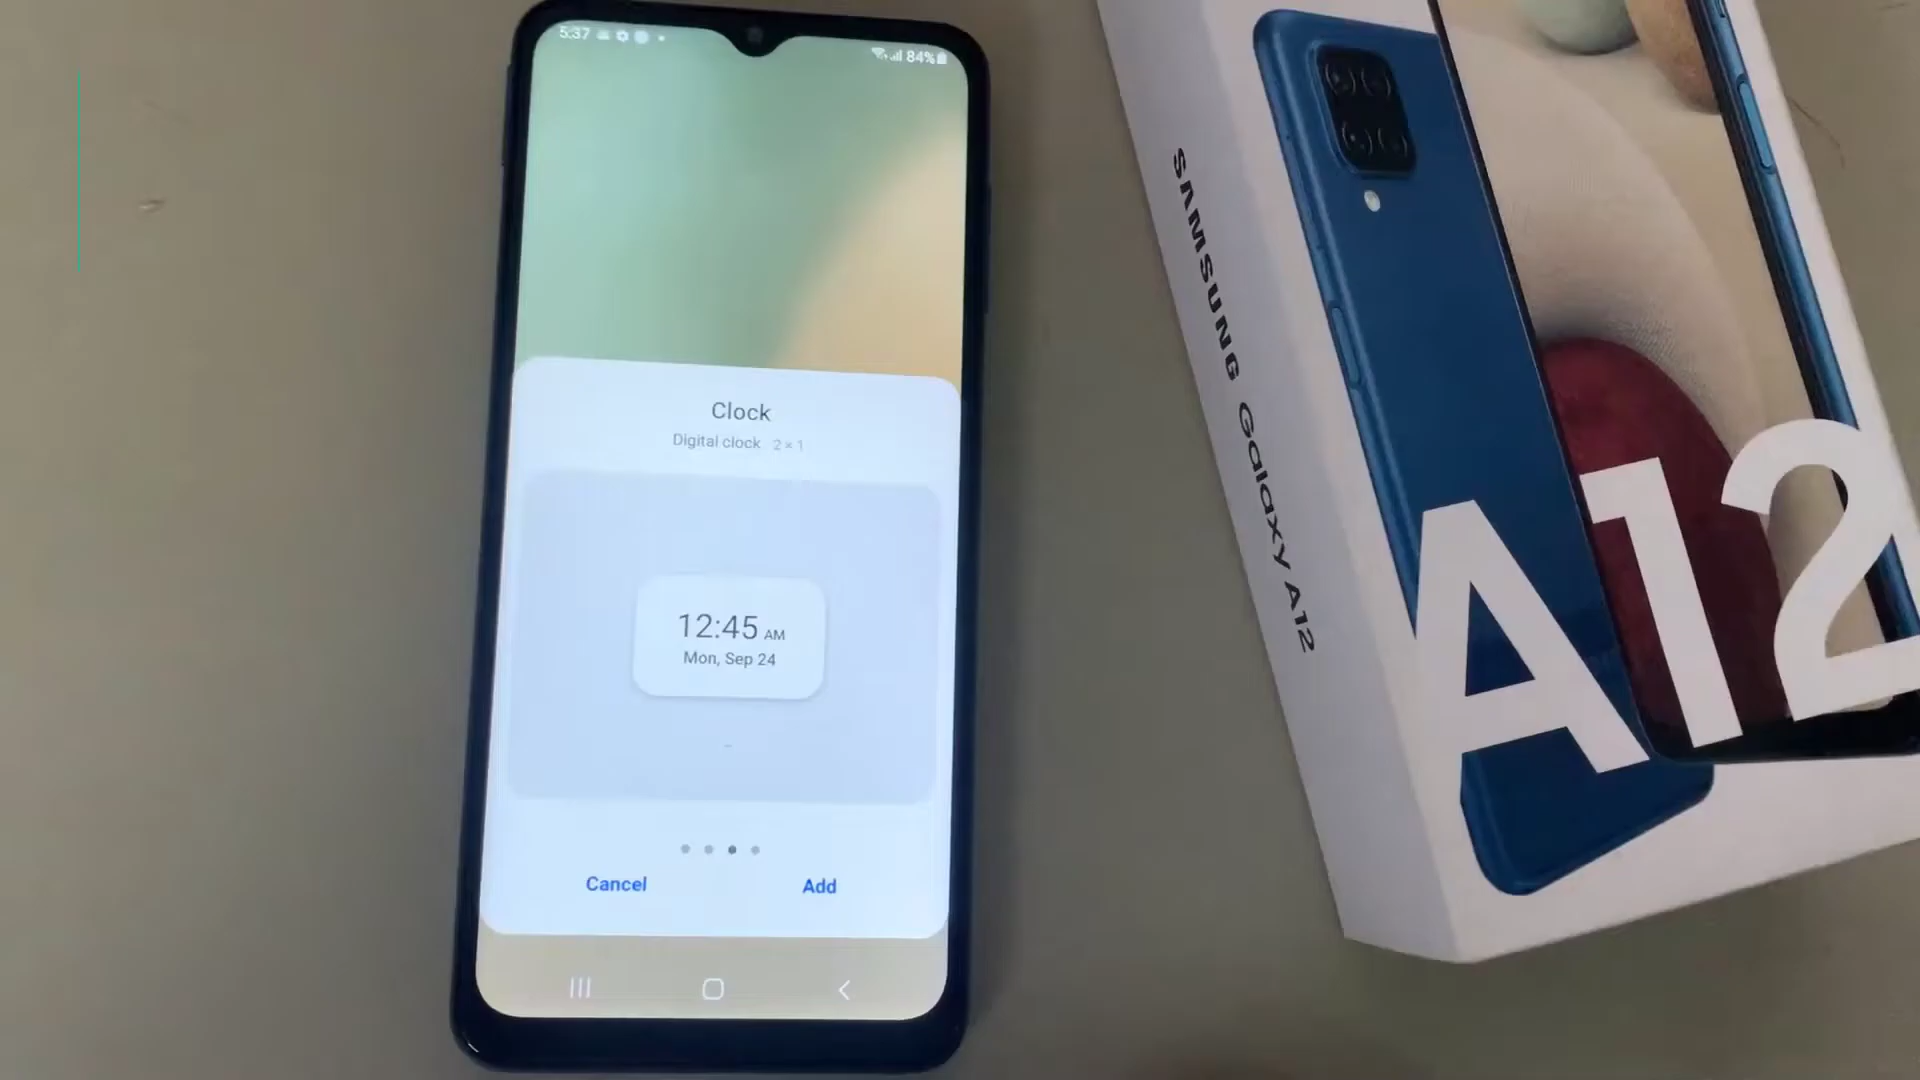 5:37
84%
Clock
Digital clock 2 × 1
12:45 AM
Mon, Sep 24
Cancel
Add
SAMSUNG Galaxy A12
A12